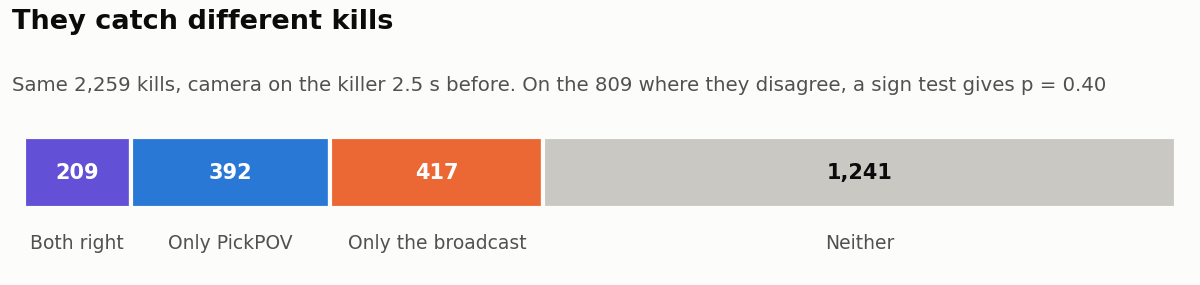 They catch different kills
Same 2,259 kills, camera on the killer 2.5 s before. On the 809 where they disagree, a sign test gives p = 0.40
209 392 417 1,241
Both right Only PickPOV Only the broadcast Neither